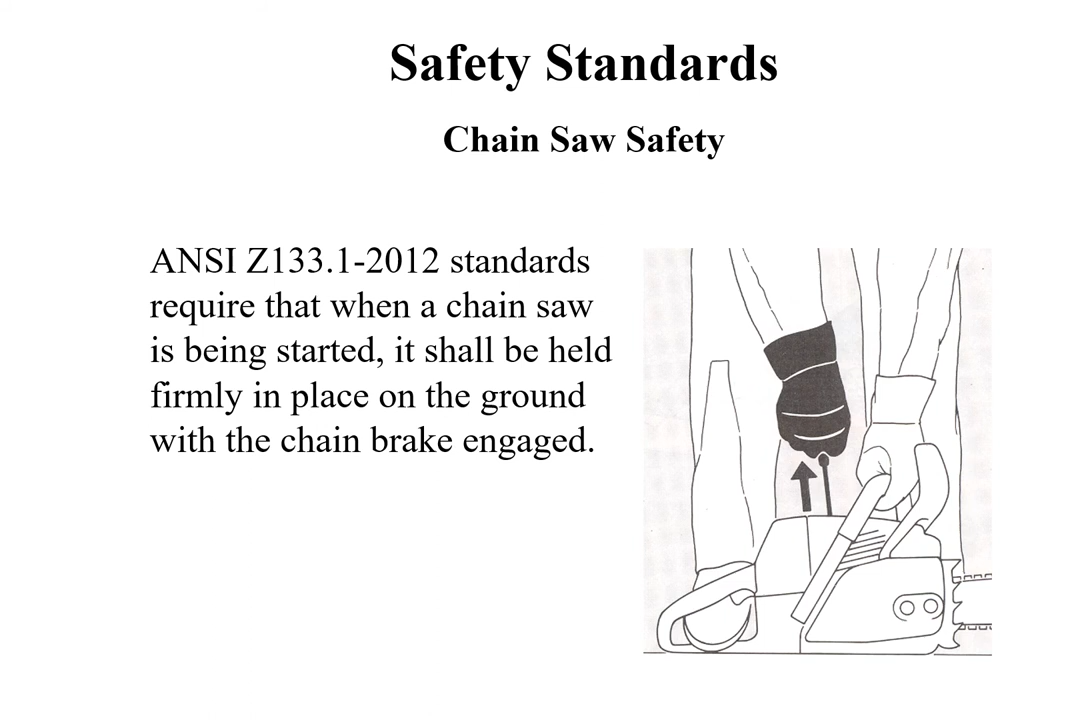 Safety Standards
Chain Saw Safety
ANSI Z133.1-2012 standards
require that when a chain saw
is being started, it shall be held
firmly in place on the ground
with the chain brake engaged.